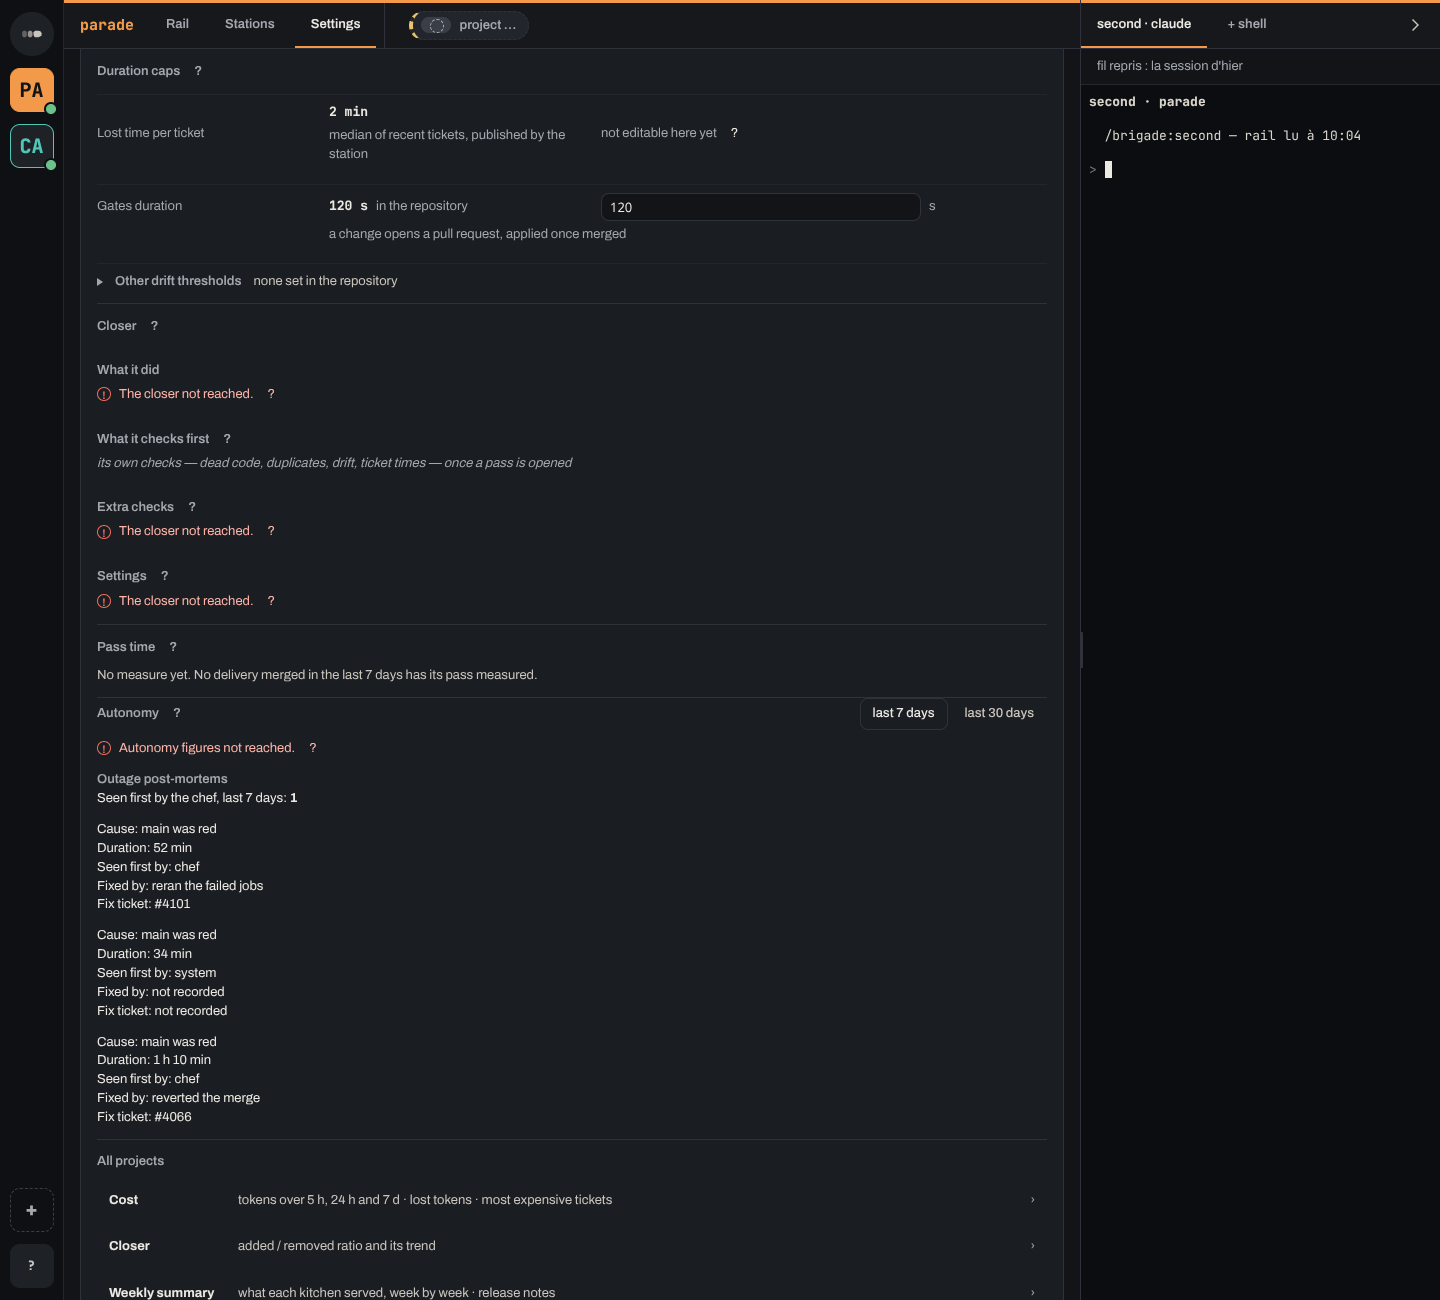 parade
Rail
Stations
Settings
project ...
second · claude
+ shell
PA
CA
+
?
fil repris : la session d'hier
second · parade
/brigade:second — rail lu à 10:04
>
Duration caps ?
Lost time per ticket
2 min
median of recent tickets, published by the
station
not editable here yet ?
Gates duration
120 s in the repository
120
s
a change opens a pull request, applied once merged
Other drift thresholds none set in the repository
Closer ?
What it did
The closer not reached. ?
What it checks first ?
its own checks — dead code, duplicates, drift, ticket times — once a pass is opened
Extra checks ?
The closer not reached. ?
Settings ?
The closer not reached. ?
Pass time ?
No measure yet. No delivery merged in the last 7 days has its pass measured.
Autonomy ?
last 7 days
last 30 days
Autonomy figures not reached. ?
Outage post-mortems
Seen first by the chef, last 7 days: 1
Cause: main was red
Duration: 52 min
Seen first by: chef
Fixed by: reran the failed jobs
Fix ticket: #4101
Cause: main was red
Duration: 34 min
Seen first by: system
Fixed by: not recorded
Fix ticket: not recorded
Cause: main was red
Duration: 1 h 10 min
Seen first by: chef
Fixed by: reverted the merge
Fix ticket: #4066
All projects
Cost tokens over 5 h, 24 h and 7 d · lost tokens · most expensive tickets ›
Closer added / removed ratio and its trend ›
Weekly summary what each kitchen served, week by week · release notes ›